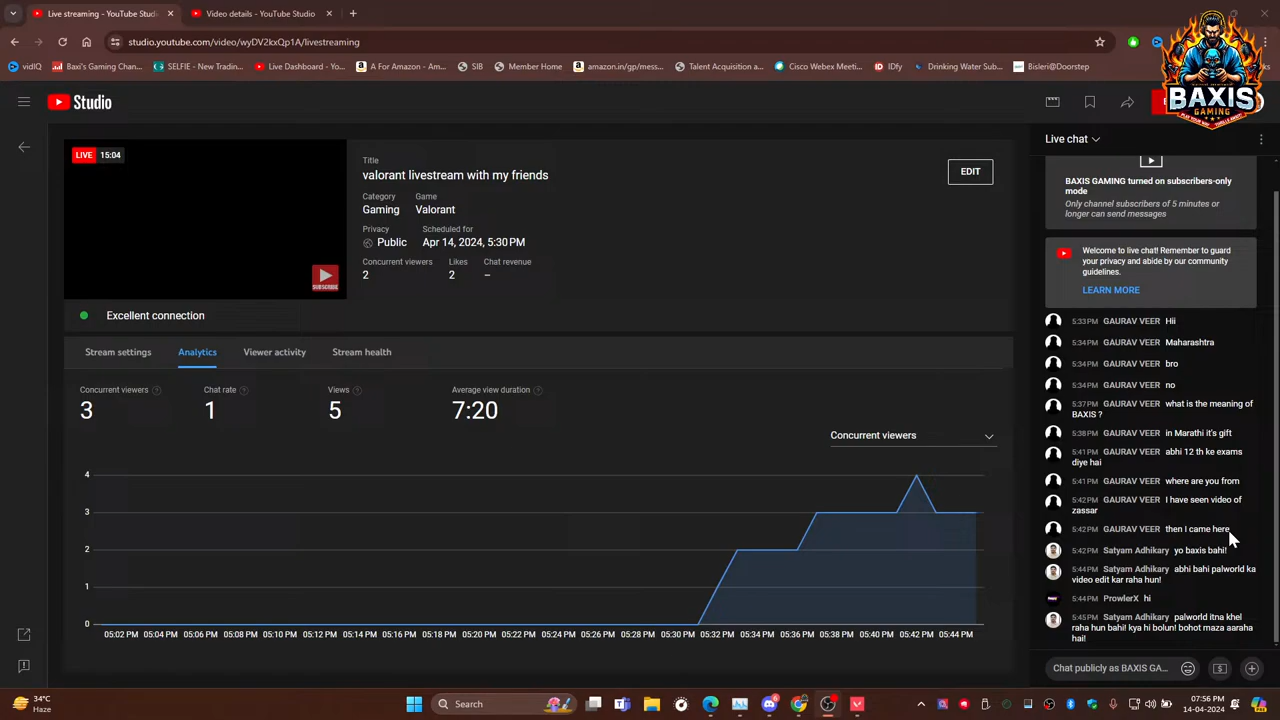 Live streaming - YouTube Studi
Video details - YouTube Studio
studio.youtube.com/video/wyDV2kxQp1A/livestreaming
vidIQ
Baxi's Gaming Chan...
SELFIE - New Tradin...
Live Dashboard - Yo...
A For Amazon - Am...
SIB
Member Home
amazon.in/gp/mess...
Talent Acquisition a...
Cisco Webex Meeti...
IDfy
Drinking Water Sub...
Bisleri@Doorstep
BAXIS
GAMING
Studio
Live chat
LIVE 15:04
SUBSCRIBE
Title
valorant livestream with my friends
EDIT
Category
Game
Gaming
Valorant
Privacy
Scheduled for
Public
Apr 14, 2024, 5:30 PM
Concurrent viewers
Likes
Chat revenue
2
2
–
Excellent connection
Stream settings
Analytics
Viewer activity
Stream health
Concurrent viewers
Chat rate
Views
Average view duration
3
1
5
7:20
Concurrent viewers
4
3
2
1
0
05:02 PM 05:04 PM 05:06 PM 05:08 PM 05:10 PM 05:12 PM 05:14 PM 05:16 PM 05:18 PM 05:20 PM 05:22 PM 05:24 PM 05:26 PM 05:28 PM 05:30 PM 05:32 PM 05:34 PM 05:36 PM 05:38 PM 05:40 PM 05:42 PM 05:44 PM
BAXIS GAMING turned on subscribers-only
mode
Only channel subscribers of 5 minutes or
longer can send messages
Welcome to live chat! Remember to guard
your privacy and abide by our community
guidelines.
LEARN MORE
5:33 PM GAURAV VEER Hii
5:34 PM GAURAV VEER Maharashtra
5:34 PM GAURAV VEER bro
5:34 PM GAURAV VEER no
5:37 PM GAURAV VEER what is the meaning of
BAXIS ?
5:38 PM GAURAV VEER in Marathi it's gift
5:41 PM GAURAV VEER abhi 12 th ke exams
diye hai
5:41 PM GAURAV VEER where are you from
5:42 PM GAURAV VEER I have seen video of
zassar
5:42 PM GAURAV VEER then I came here
5:42 PM Satyam Adhikary yo baxis bahi!
5:44 PM Satyam Adhikary abhi bahi palworld ka
video edit kar raha hun!
5:44 PM ProwlerX hi
5:45 PM Satyam Adhikary palworld itna khel
raha hun bahi! kya hi bolun! bohot maza aaraha
hai!
Chat publicly as BAXIS GA...
34°C
Haze
Search
07:56 PM
14-04-2024